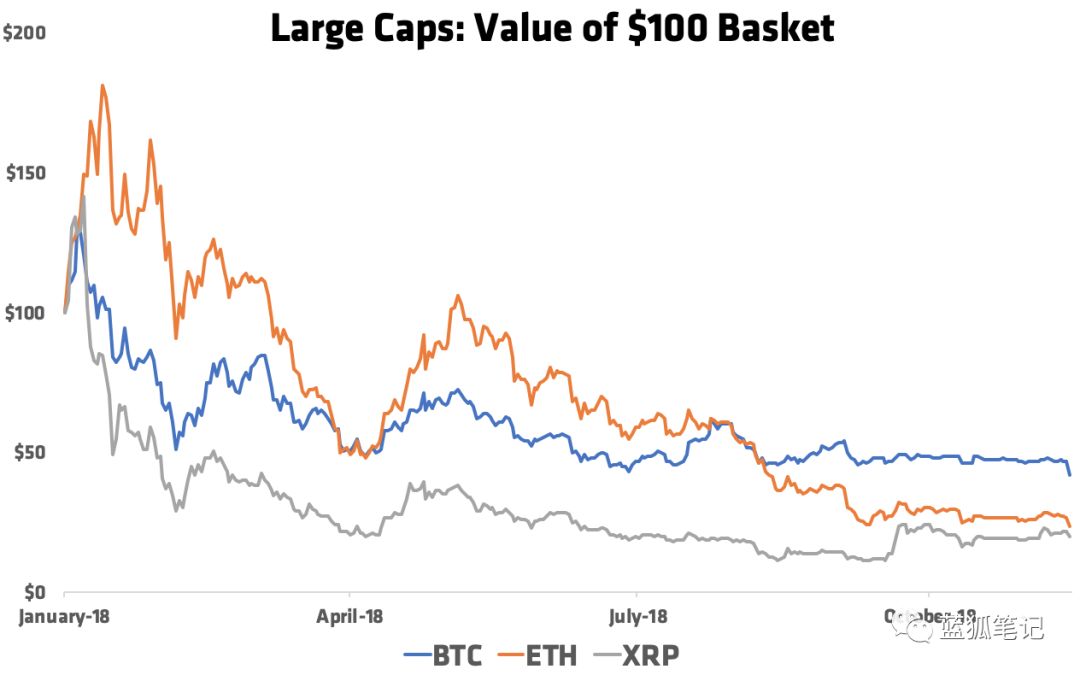 Large Caps: Value of $100 Basket
$200
$150
$100
$50
$0
January-18 April-18 July-18 October-18
蓝狐笔记
BTC ETH XRP